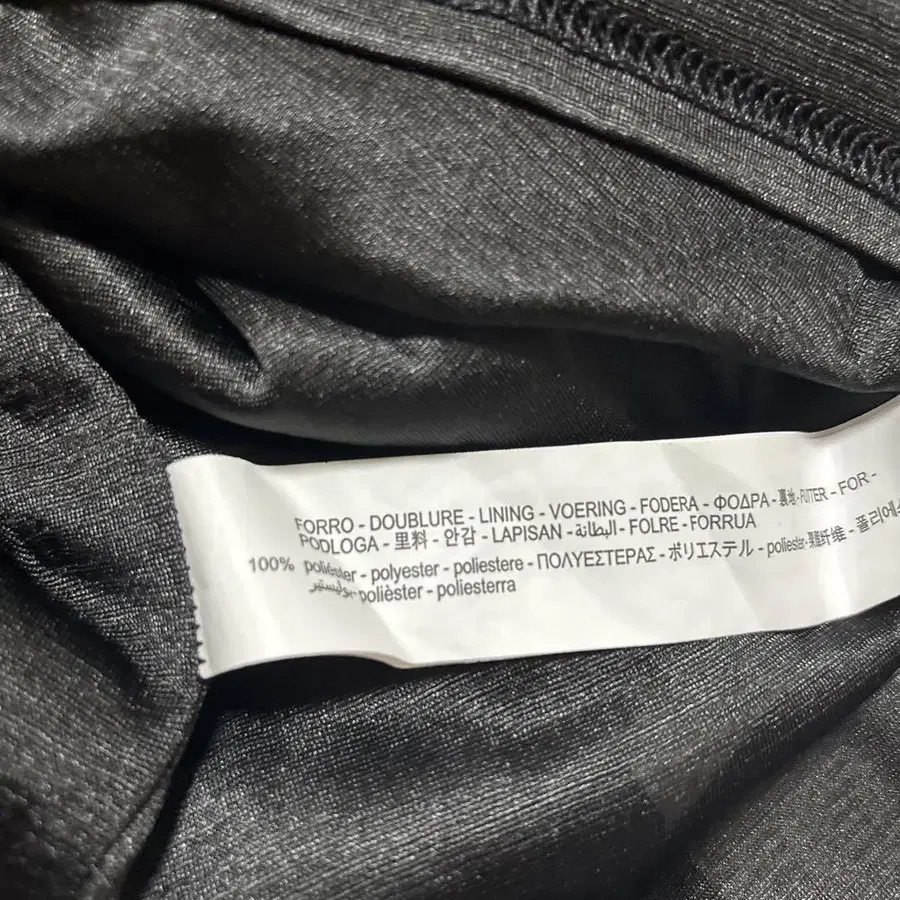 FORRO - DOUBLURE - LINING - VOERING - FODERA - ΦΟΔΡΑ - 裏地 - FUTTER - FOR -
PODLOGA - 里料 - 안감 - LAPISAN - البطانة - FOLRE - FORRUA
100% poliéster - polyester - poliestere - ΠΟΛΥΕΣΤΕΡΑΣ - ポリエステル - poliester - 聚酯纤维 - 폴리에스
بوليستير - polièster - poliesterra